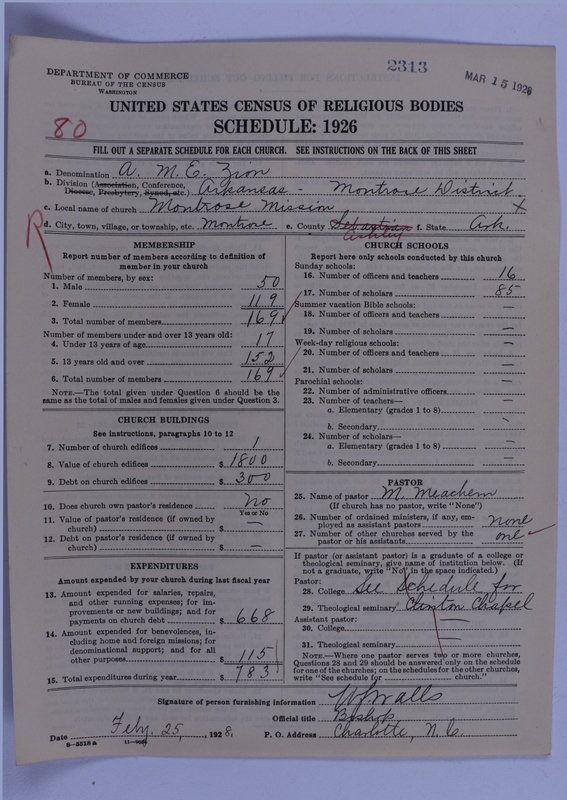 2313
MAR 15 1928
DEPARTMENT OF COMMERCE
BUREAU OF THE CENSUS
WASHINGTON
UNITED STATES CENSUS OF RELIGIOUS BODIES
SCHEDULE: 1926
80
FILL OUT A SEPARATE SCHEDULE FOR EACH CHURCH. SEE INSTRUCTIONS ON THE BACK OF THIS SHEET
a. Denomination A. M. E. Zion
b. Division (Association, Conference, Diocese, Presbytery, Synod, etc.) Arkansas - Montrose District
c. Local name of church Montrose Mission X
R
d. City, town, village, or township, etc. Montrose e. County Sebastian Ashley f. State Ark.
MEMBERSHIP
Report number of members according to definition of
member in your church
Number of members, by sex:
1. Male 50
2. Female 119
3. Total number of members 169
Number of members under and over 13 years old:
4. Under 13 years of age 17
5. 13 years old and over 152
6. Total number of members 169
NOTE.—The total given under Question 6 should be the
same as the total of males and females given under Question 3.
CHURCH BUILDINGS
See instructions, paragraphs 10 to 12
7. Number of church edifices 1
8. Value of church edifices $ 1800
9. Debt on church edifices $ 300
10. Does church own pastor's residence No
Yes or No
11. Value of pastor's residence (if owned by
church) $ —
12. Debt on pastor's residence (if owned by
church) $ —
EXPENDITURES
Amount expended by your church during last fiscal year
13. Amount expended for salaries, repairs,
and other running expenses; for im-
provements or new buildings; and for
payments on church debt $ 668
14. Amount expended for benevolences, in-
cluding home and foreign missions; for
denominational support; and for all
other purposes $ 115
15. Total expenditures during year $ 783
CHURCH SCHOOLS
Report here only schools conducted by this church
Sunday schools:
16. Number of officers and teachers 16
17. Number of scholars 85
Summer vacation Bible schools:
18. Number of officers and teachers —
19. Number of scholars —
Week-day religious schools:
20. Number of officers and teachers —
21. Number of scholars —
Parochial schools:
22. Number of administrative officers —
23. Number of teachers—
a. Elementary (grades 1 to 8) —
b. Secondary —
24. Number of scholars—
a. Elementary (grades 1 to 8) —
b. Secondary —
PASTOR
25. Name of pastor M. Meachem
(If church has no pastor, write "None")
26. Number of ordained ministers, if any, em-
ployed as assistant pastors none
27. Number of other churches served by the
pastor or his assistants one
If pastor (or assistant pastor) is a graduate of a college or
theological seminary, give name of institution below. (If
not a graduate, write "Not" in the space indicated.)
Pastor:
28. College See Schedule for
29. Theological seminary Clinton Chapel
Assistant pastor:
30. College —
31. Theological seminary —
NOTE.—Where one pastor serves two or more churches,
Questions 28 and 29 should be answered only on the schedule
for one of the churches; on the schedules for the other churches,
write "See schedule for church."
Signature of person furnishing information W J Walls
Official title Bishop
Date Feby. 25, 1928. P. O. Address Charlotte, N. C.
8-5518 a